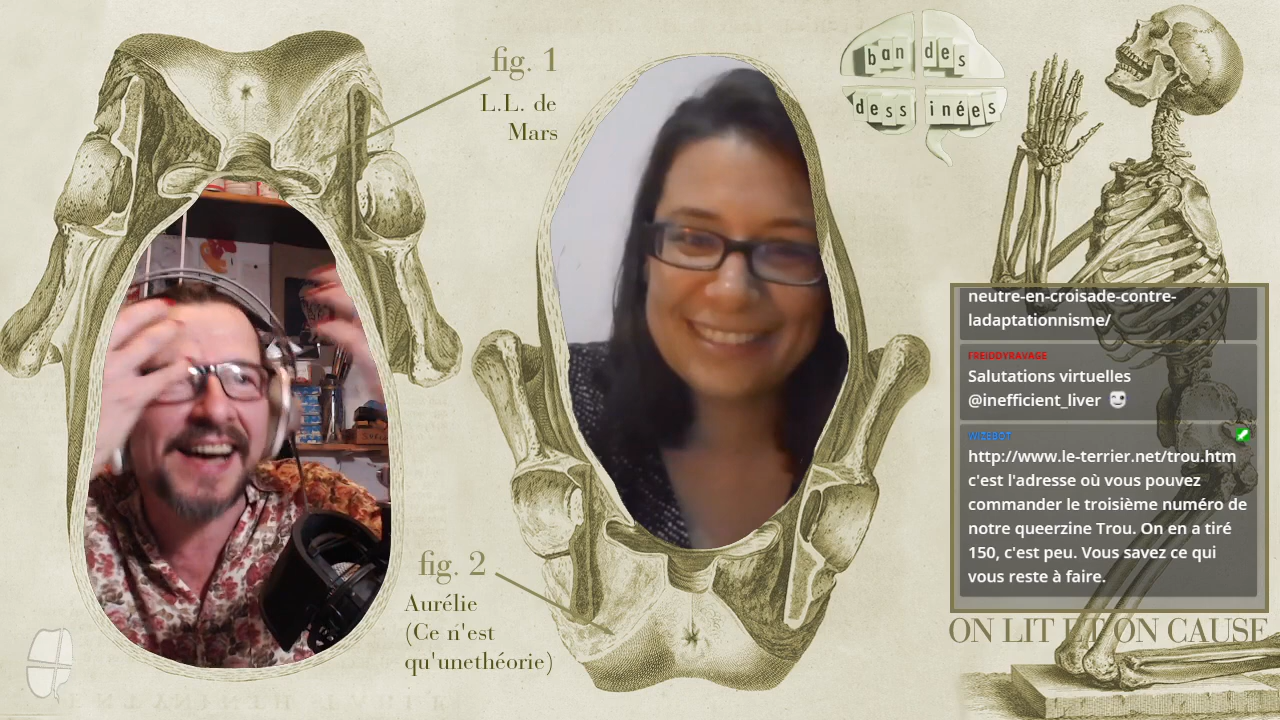 fig. 1
L.L. de
Mars
ban des
dessinées
neutre-en-croisade-contre-
ladaptationnisme/
FREIDDYRAVAGE
Salutations virtuelles
@inefficient_liver
WIZEBOT
http://www.le-terrier.net/trou.htm
c'est l'adresse où vous pouvez
commander le troisième numéro de
notre queerzine Trou. On en a tiré
150, c'est peu. Vous savez ce qui
vous reste à faire.
fig. 2
Aurélie
(Ce n'est
qu'unethéorie)
ON LIT ET ON CAUSE